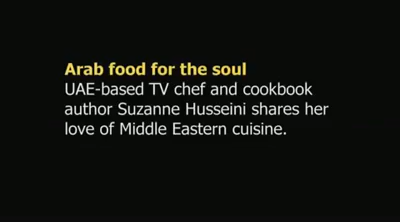 Arab food for the soul
UAE-based TV chef and cookbook
author Suzanne Husseini shares her
love of Middle Eastern cuisine.